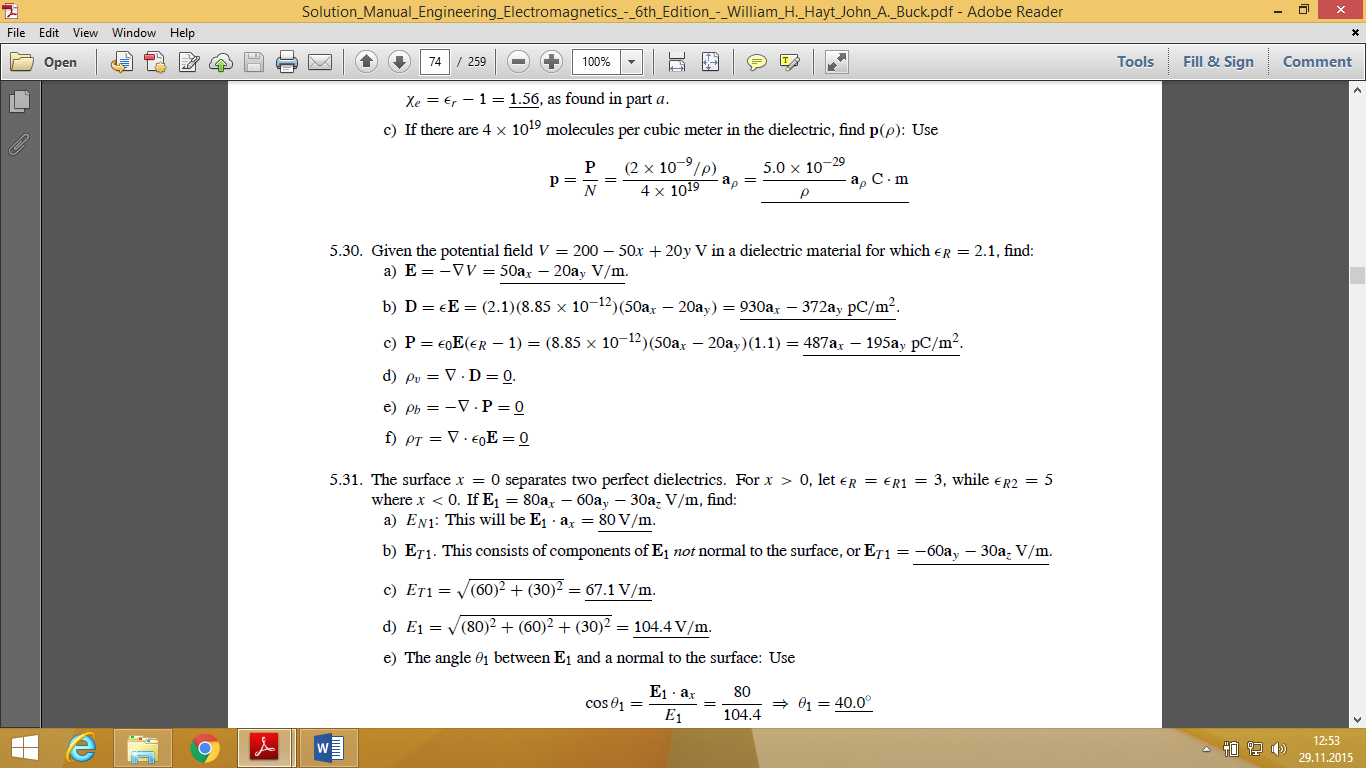 Solution_Manual_Engineering_Electromagnetics_-_6th_Edition_-_William_H._Hayt_John_A._Buck.pdf - Adobe Reader
File Edit View Window Help
Open 74 / 259 100% Tools Fill & Sign Comment
χe = ϵr − 1 = 1.56, as found in part a.
c) If there are 4 × 10^19 molecules per cubic meter in the dielectric, find p(ρ): Use
p = P/N = (2 × 10^−9/ρ)/(4 × 10^19) aρ = (5.0 × 10^−29)/ρ aρ C · m
5.30. Given the potential field V = 200 − 50x + 20y V in a dielectric material for which ϵR = 2.1, find:
a) E = −∇V = 50ax − 20ay V/m.
b) D = ϵE = (2.1)(8.85 × 10^−12)(50ax − 20ay) = 930ax − 372ay pC/m².
c) P = ϵ0E(ϵR − 1) = (8.85 × 10^−12)(50ax − 20ay)(1.1) = 487ax − 195ay pC/m².
d) ρv = ∇ · D = 0.
e) ρb = −∇ · P = 0
f) ρT = ∇ · ϵ0E = 0
5.31. The surface x = 0 separates two perfect dielectrics. For x > 0, let ϵR = ϵR1 = 3, while ϵR2 = 5
where x < 0. If E1 = 80ax − 60ay − 30az V/m, find:
a) EN1: This will be E1 · ax = 80 V/m.
b) ET1. This consists of components of E1 not normal to the surface, or ET1 = −60ay − 30az V/m.
c) ET1 = √((60)² + (30)²) = 67.1 V/m.
d) E1 = √((80)² + (60)² + (30)²) = 104.4 V/m.
e) The angle θ1 between E1 and a normal to the surface: Use
cos θ1 = (E1 · ax)/E1 = 80/104.4 ⇒ θ1 = 40.0°
12:53
29.11.2015